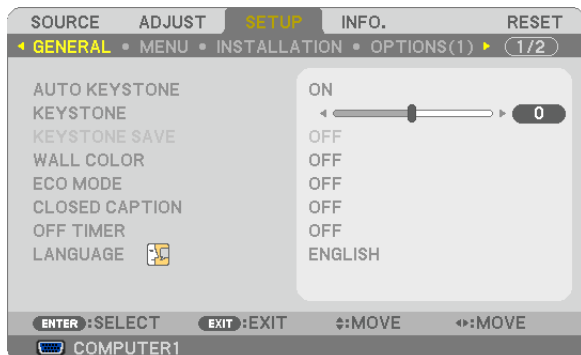 SOURCE ADJUST SETUP INFO. RESET
GENERAL • MENU • INSTALLATION • OPTIONS(1) 1/2
AUTO KEYSTONE ON
KEYSTONE 0
KEYSTONE SAVE OFF
WALL COLOR OFF
ECO MODE OFF
CLOSED CAPTION OFF
OFF TIMER OFF
LANGUAGE ENGLISH
ENTER :SELECT EXIT :EXIT :MOVE :MOVE
COMPUTER1